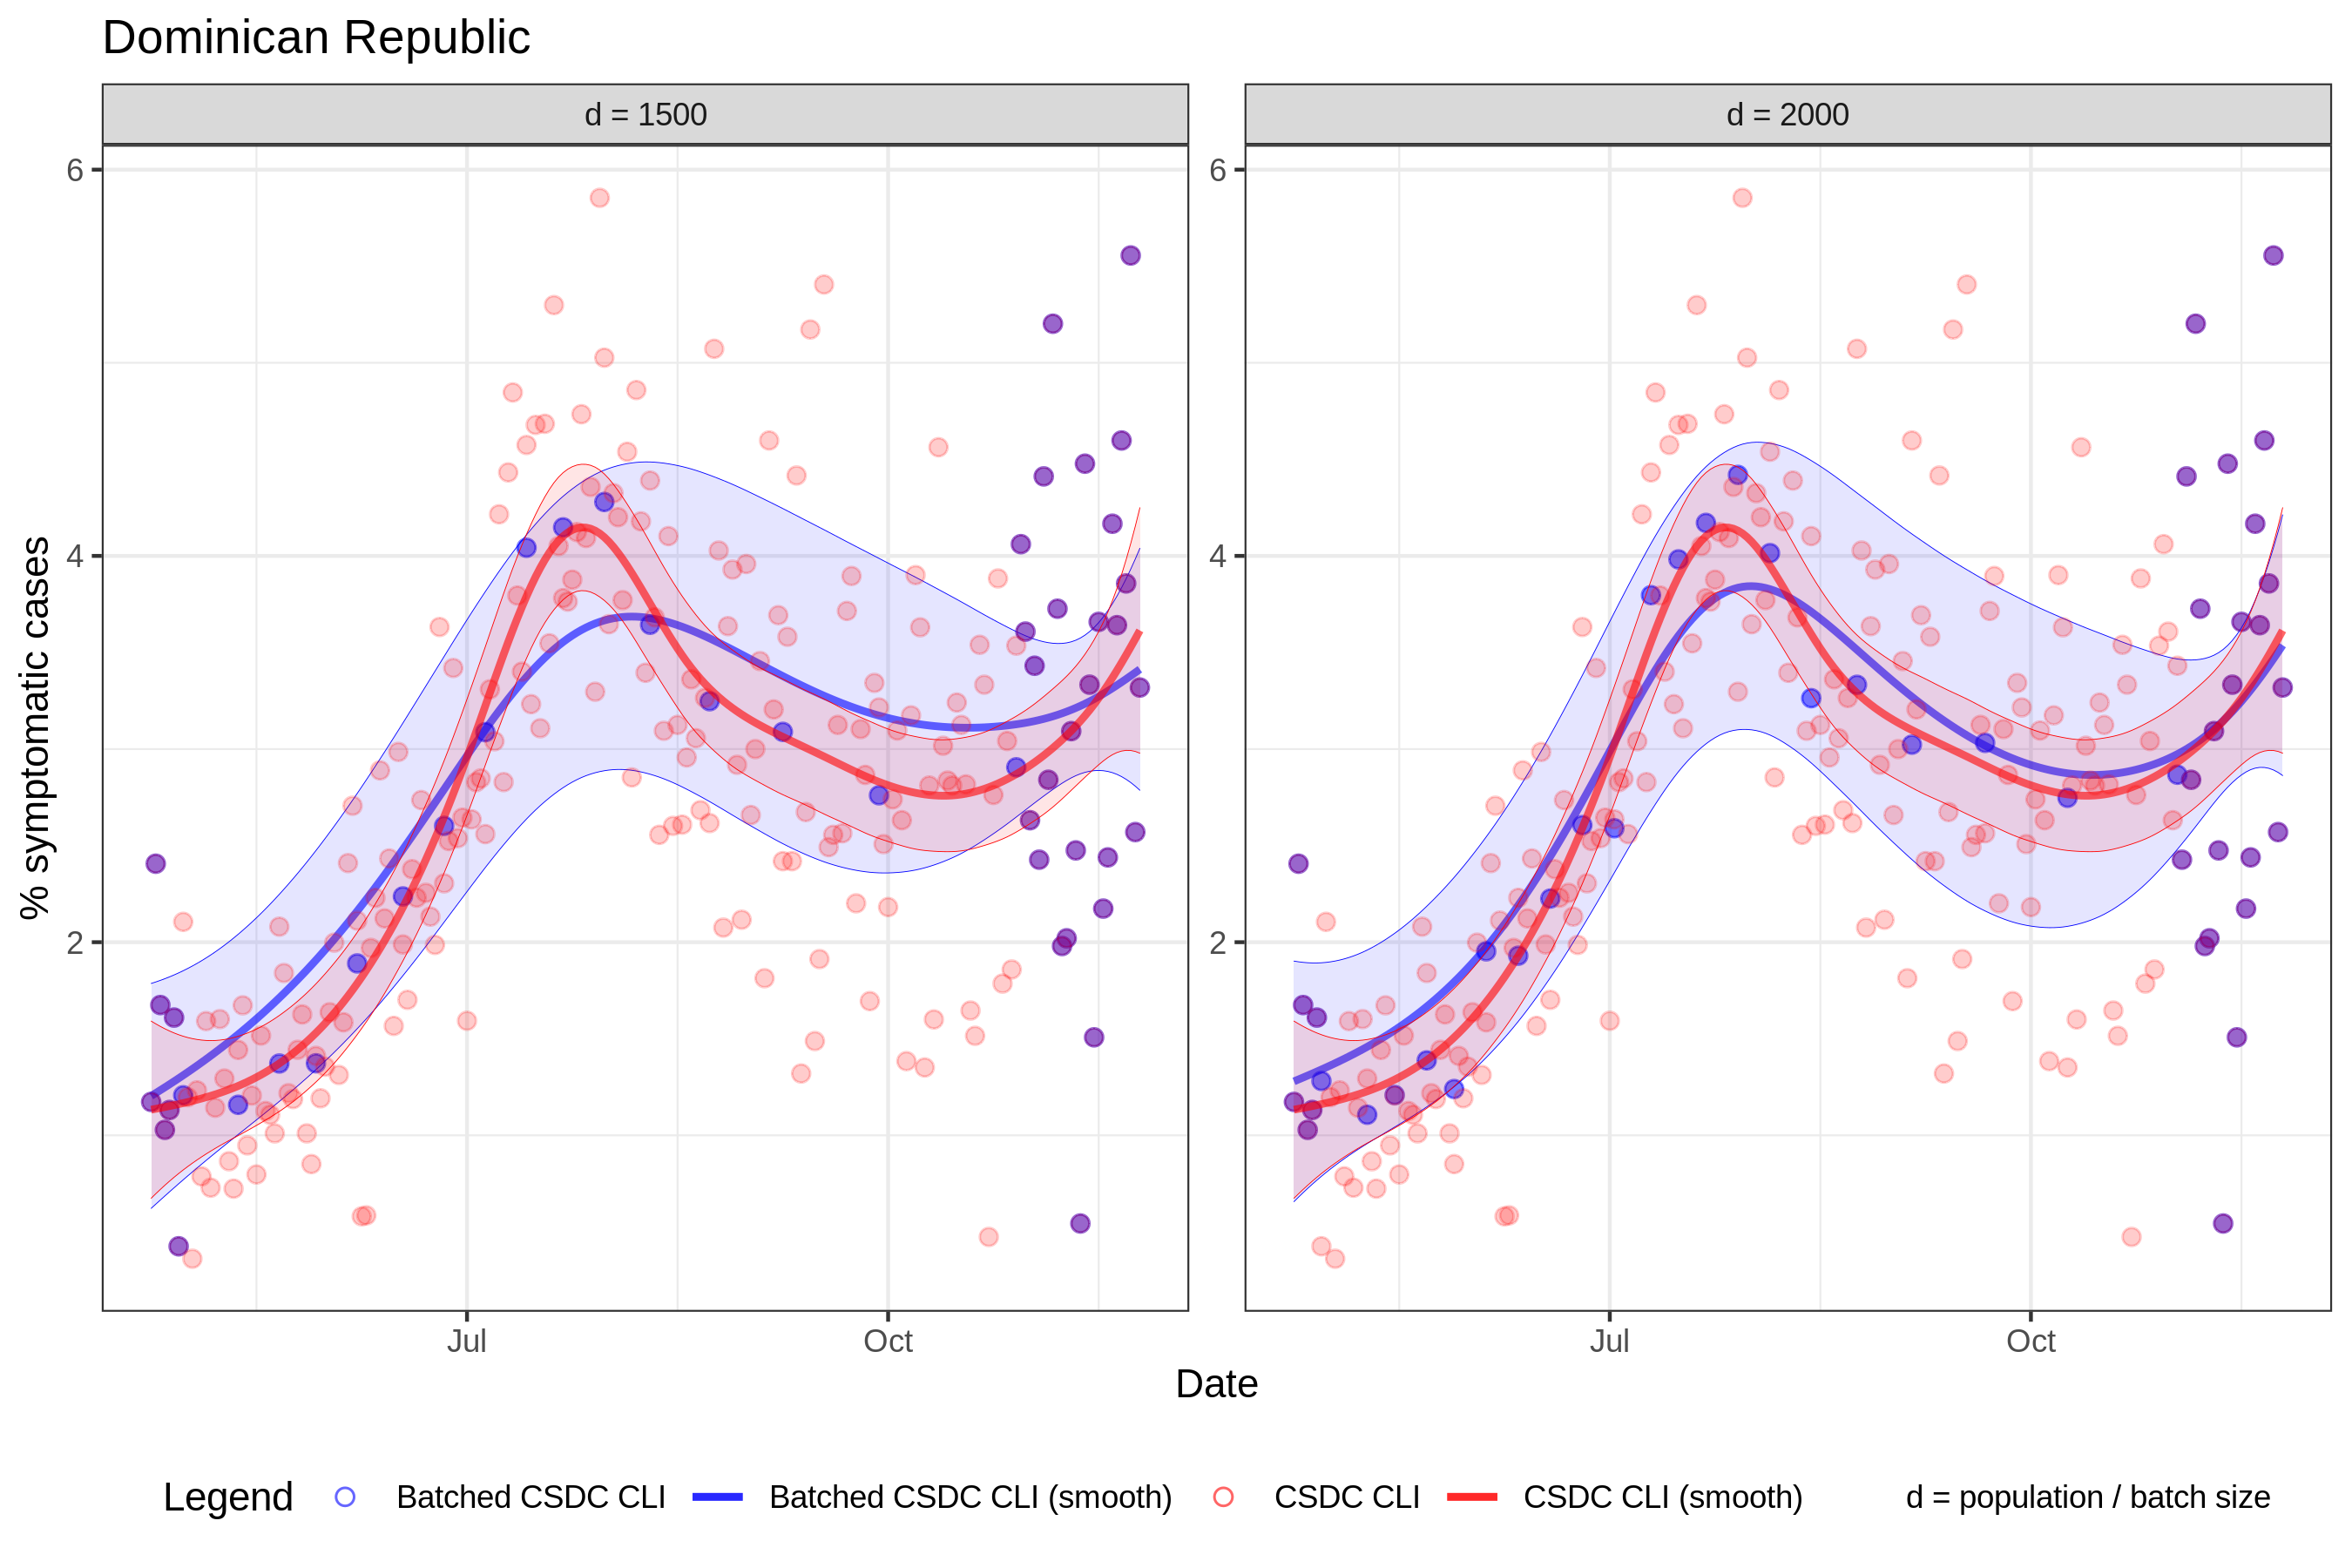 Dominican Republic
d = 1500
d = 2000
6
4
2
6
4
2
% symptomatic cases
Jul
Oct
Jul
Oct
Date
Legend
Batched CSDC CLI
Batched CSDC CLI (smooth)
CSDC CLI
CSDC CLI (smooth)
d = population / batch size